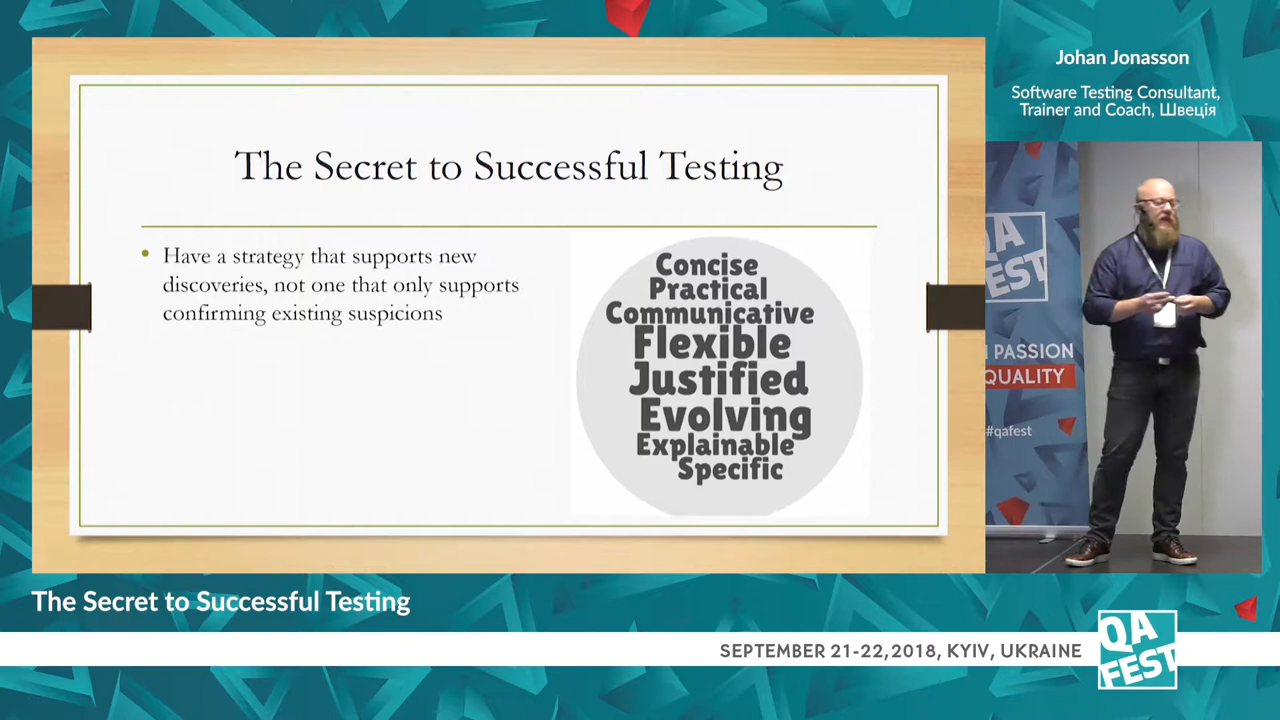 Johan Jonasson
Software Testing Consultant,
Trainer and Coach, Швеція
The Secret to Successful Testing
• Have a strategy that supports new
discoveries, not one that only supports
confirming existing suspicions
Concise
Practical
Communicative
Flexible
Justified
Evolving
Explainable
Specific
QA
FEST
PASSION
QUALITY
#qafest
The Secret to Successful Testing
SEPTEMBER 21-22,2018, KYIV, UKRAINE
QA
FEST